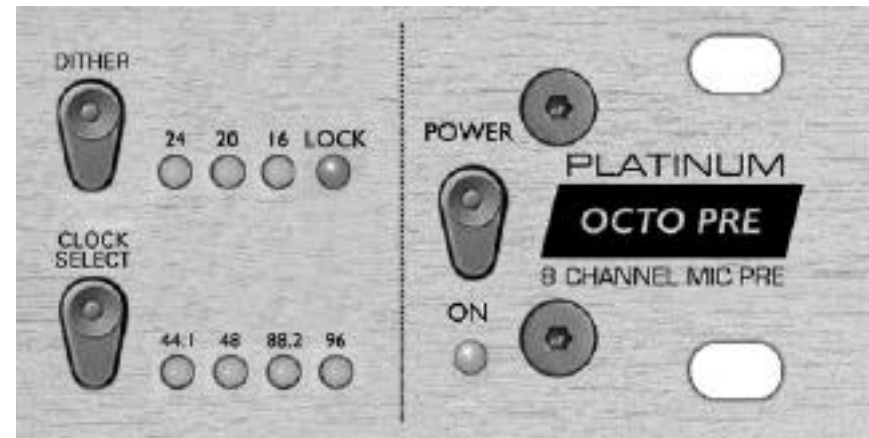 DITHER
24 20 16 LOCK
CLOCK
SELECT
44.1 48 88.2 96
POWER
ON
PLATINUM
OCTO PRE
8 CHANNEL MIC PRE